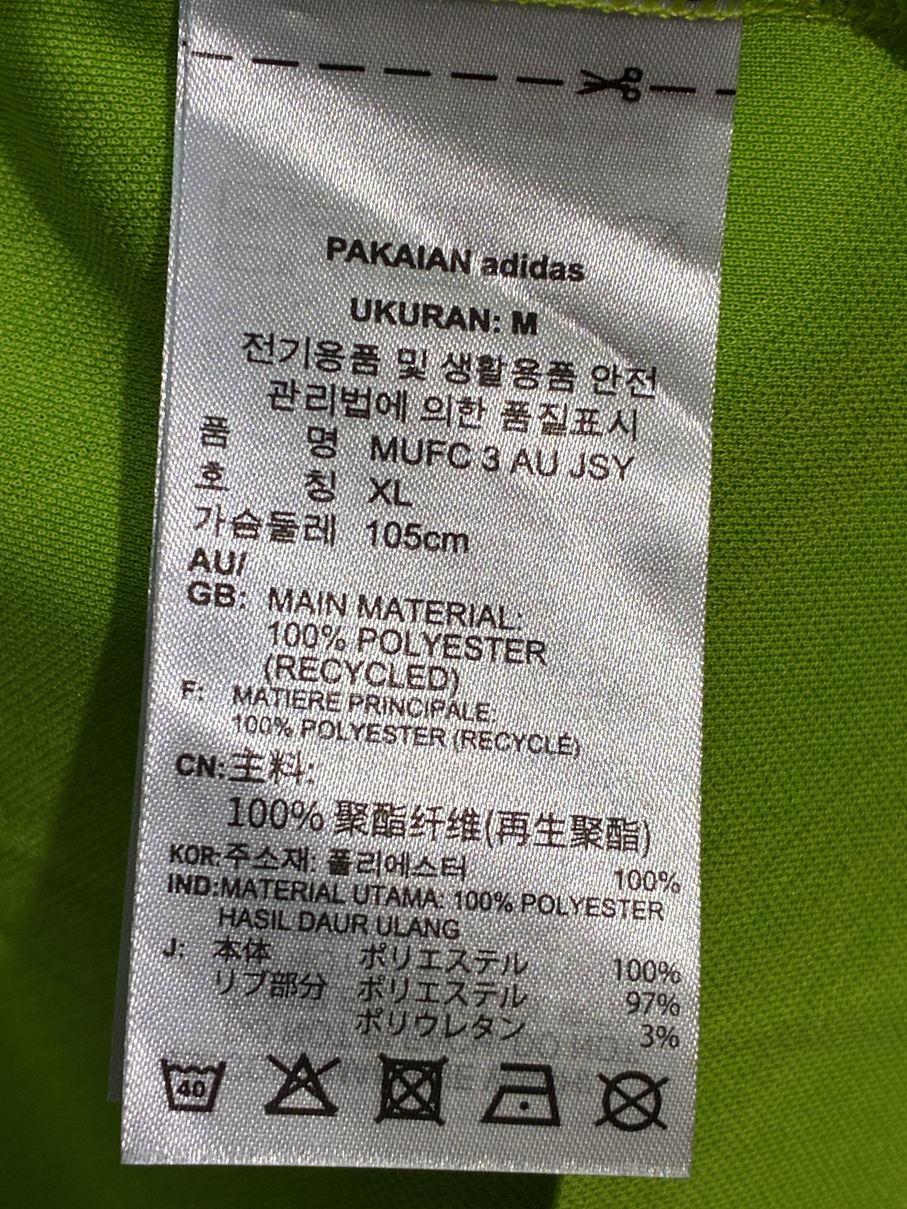 PAKAIAN adidas
UKURAN: M
전기용품 및 생활용품 안전
관리법에 의한 품질표시
품 명 MUFC 3 AU JSY
호 칭 XL
가슴둘레 105cm
AU/
GB: MAIN MATERIAL:
100% POLYESTER
(RECYCLED)
F: MATIERE PRINCIPALE:
100% POLYESTER (RECYCLÉ)
CN:主料:
100% 聚酯纤维(再生聚酯)
KOR:주소재: 폴리에스터 100%
IND:MATERIAL UTAMA: 100% POLYESTER
HASIL DAUR ULANG
J: 本体 ポリエステル 100%
リブ部分 ポリエステル 97%
ポリウレタン 3%
40